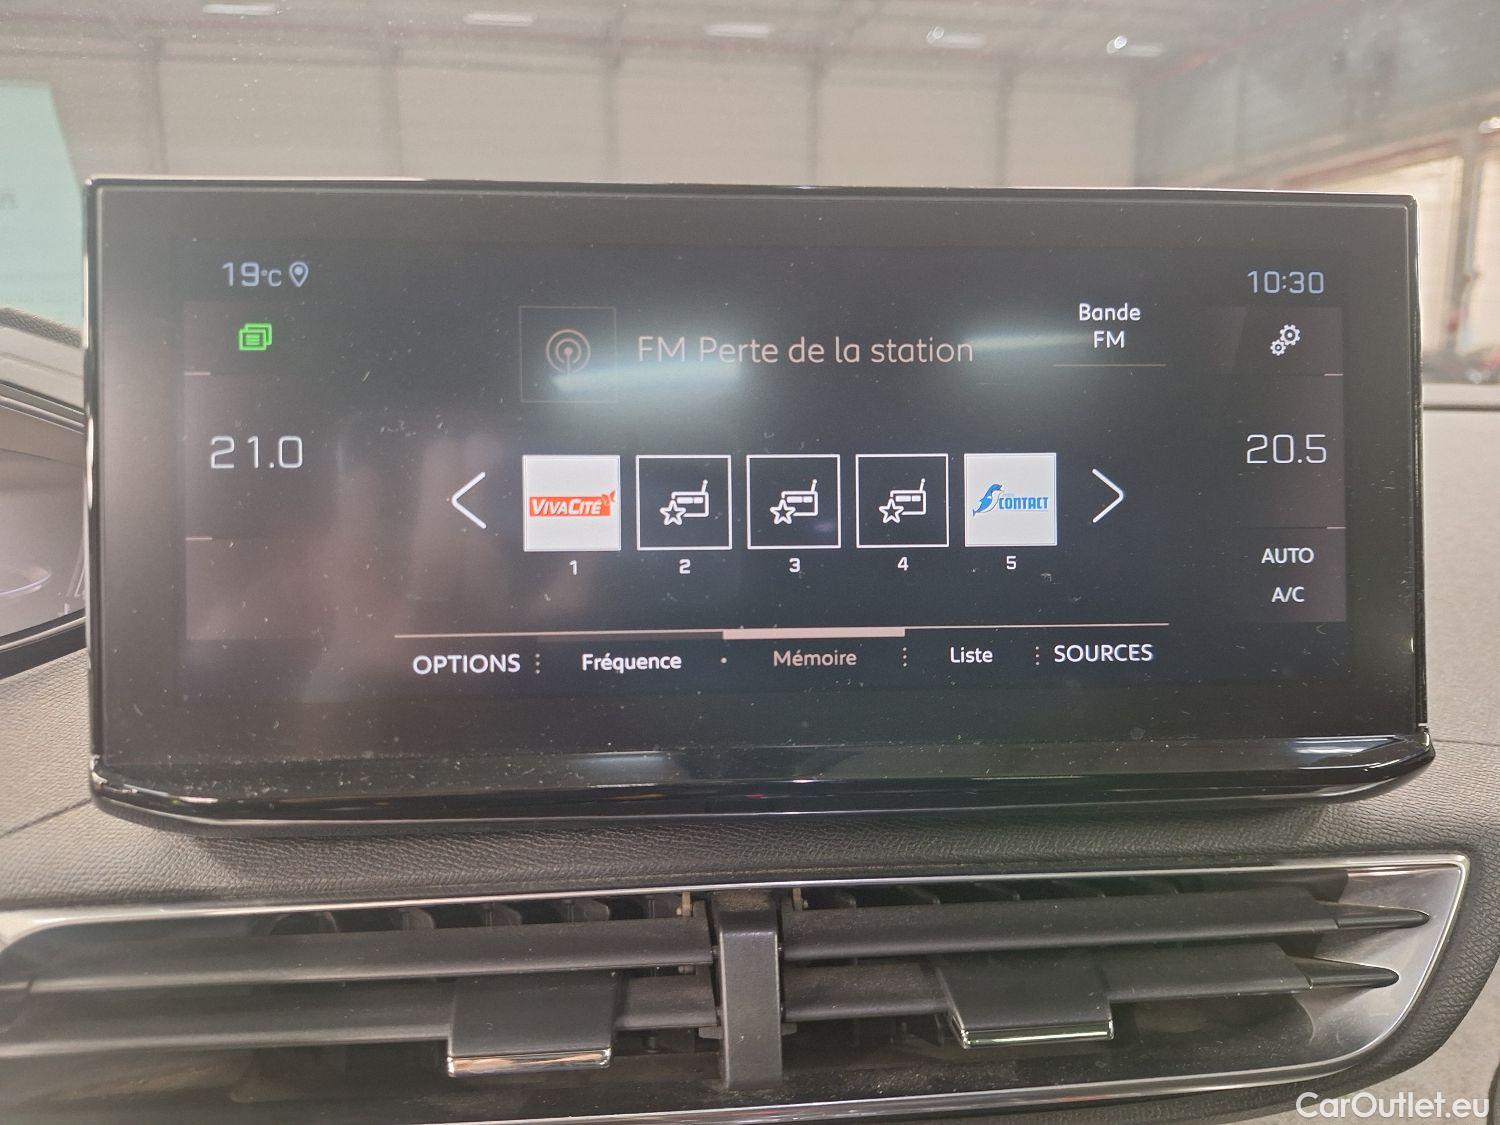 19°C
10:30
Bande
FM
FM Perte de la station
21.0
20.5
VIVACITÉ
CONTACT
1
2
3
4
5
AUTO
A/C
OPTIONS
Fréquence
Mémoire
Liste
SOURCES
CarOutlet.eu